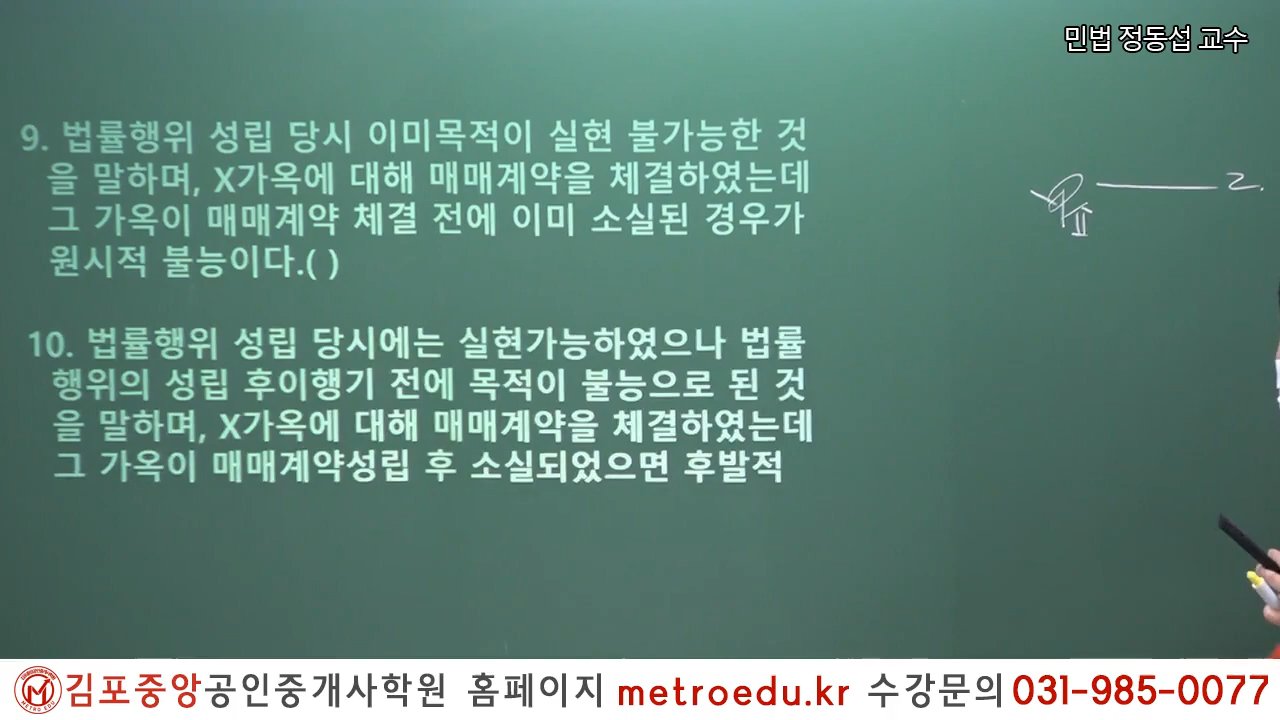 민법 정동섭 교수
9. 법률행위 성립 당시 이미목적이 실현 불가능한 것
을 말하며, X가옥에 대해 매매계약을 체결하였는데
그 가옥이 매매계약 체결 전에 이미 소실된 경우가
원시적 불능이다.( )
10. 법률행위 성립 당시에는 실현가능하였으나 법률
행위의 성립 후이행기 전에 목적이 불능으로 된 것
을 말하며, X가옥에 대해 매매계약을 체결하였는데
그 가옥이 매매계약성립 후 소실되었으면 후발적
김포중앙공인중개사학원 홈페이지 metroedu.kr 수강문의 031-985-0077